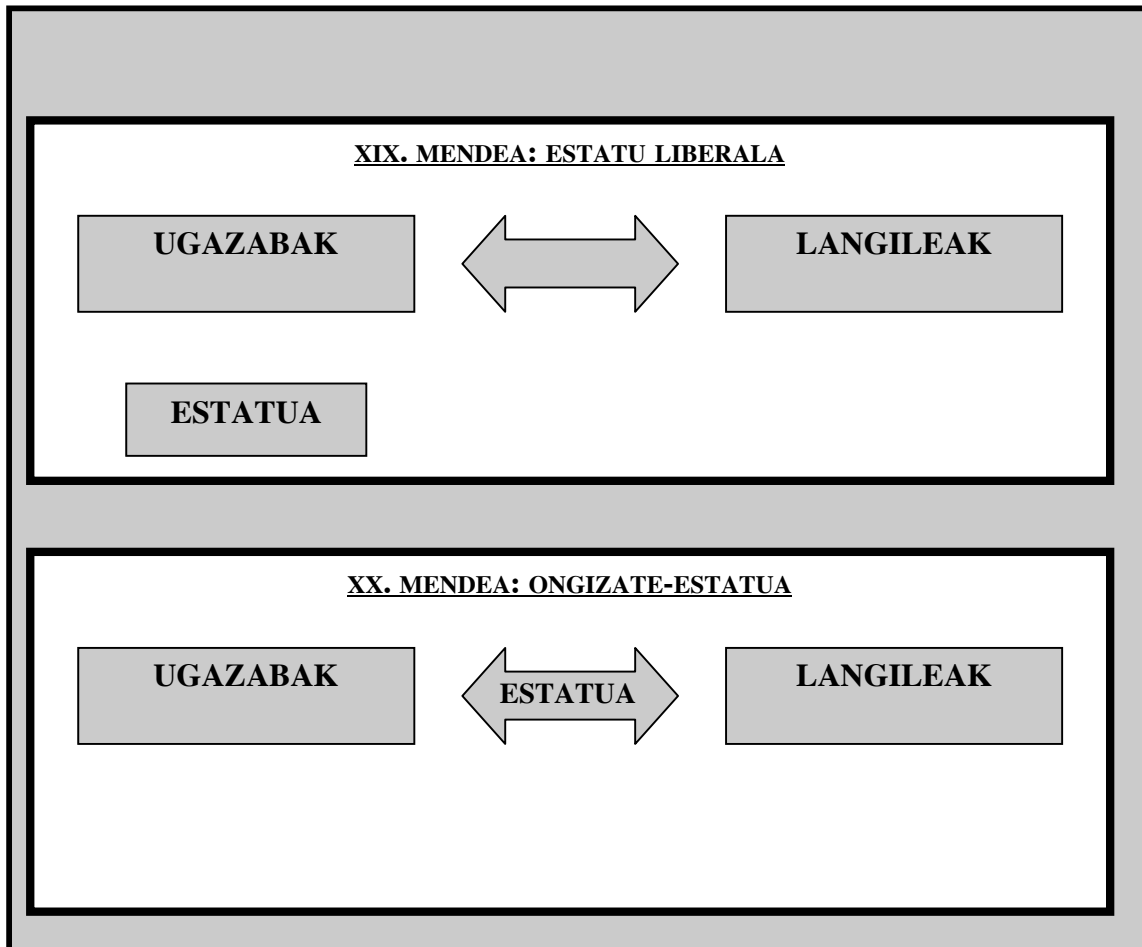 XIX. MENDEA: ESTATU LIBERALA
UGAZABAK
LANGILEAK
ESTATUA
XX. MENDEA: ONGIZATE-ESTATUA
UGAZABAK
ESTATUA
LANGILEAK